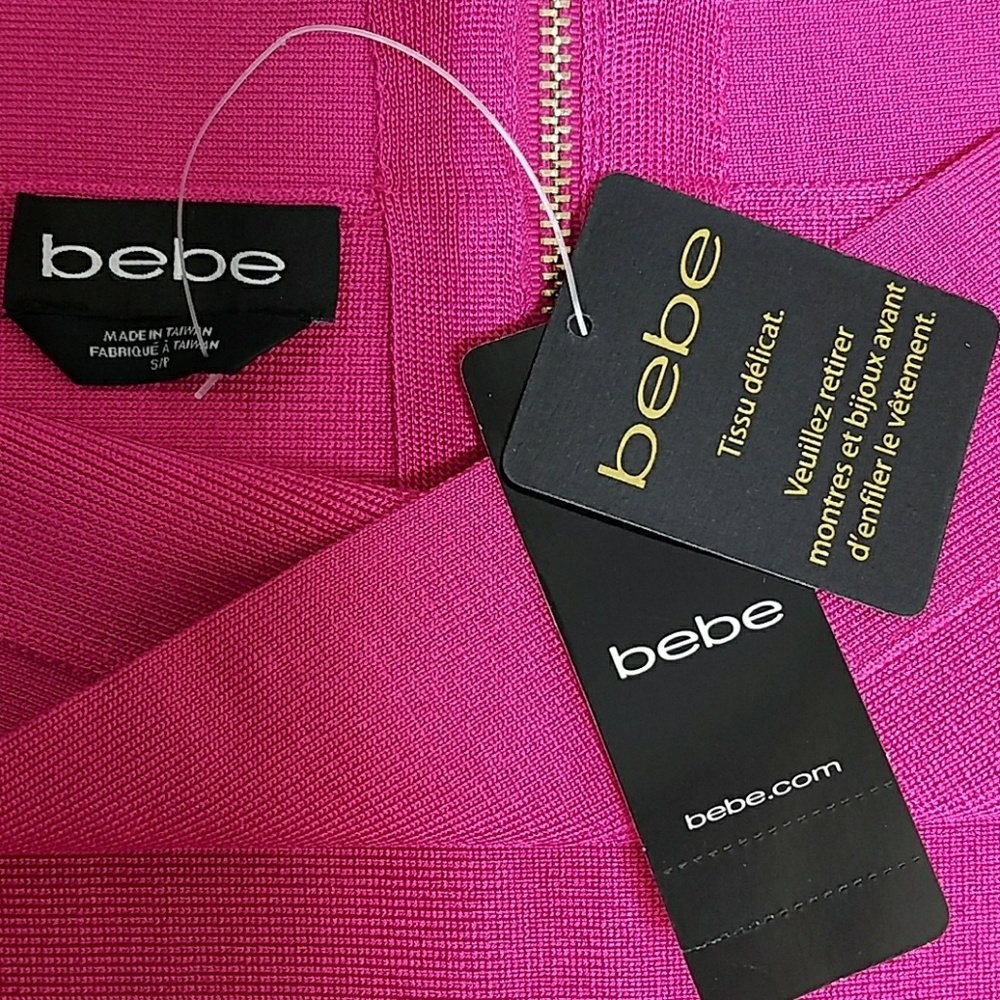 bebe
MADE IN TAIWAN
FABRIQUÉ À TAIWAN
S/P
bebe
Tissu délicat.
Veuillez retirer
montres et bijoux avant
d'enfiler le vêtement.
bebe
bebe.com